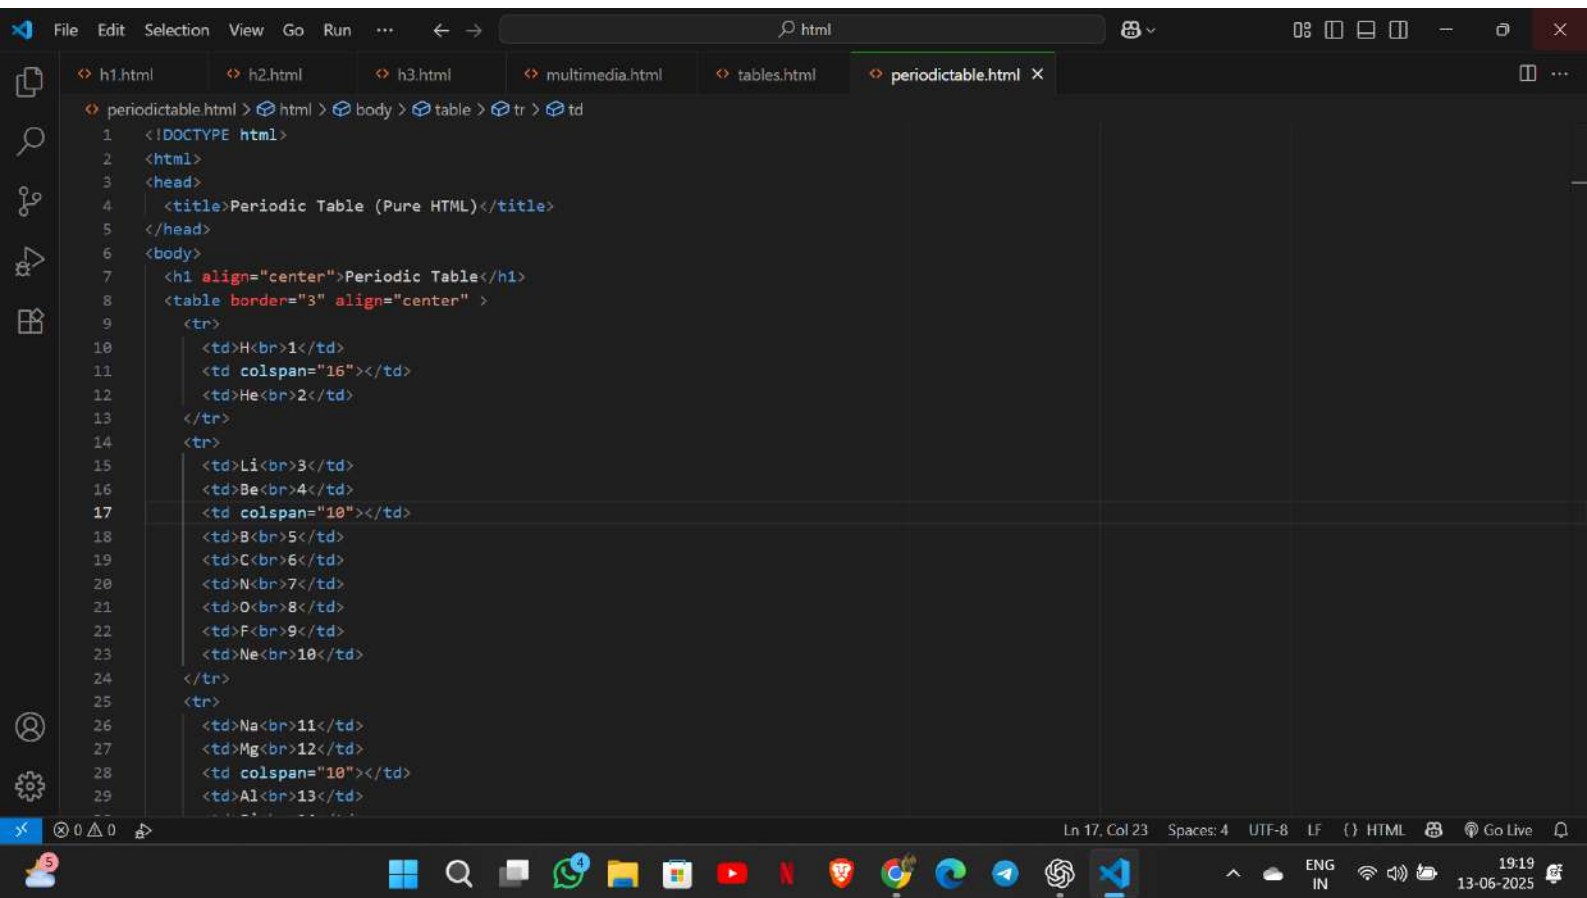 File Edit Selection View Go Run ··· html
h1.html h2.html h3.html multimedia.html tables.html periodictable.html
periodictable.html > html > body > table > tr > td
1 <!DOCTYPE html>
2 <html>
3 <head>
4 <title>Periodic Table (Pure HTML)</title>
5 </head>
6 <body>
7 <h1 align="center">Periodic Table</h1>
8 <table border="3" align="center" >
9 <tr>
10 <td>H<br>1</td>
11 <td colspan="16"></td>
12 <td>He<br>2</td>
13 </tr>
14 <tr>
15 <td>Li<br>3</td>
16 <td>Be<br>4</td>
17 <td colspan="10"></td>
18 <td>B<br>5</td>
19 <td>C<br>6</td>
20 <td>N<br>7</td>
21 <td>O<br>8</td>
22 <td>F<br>9</td>
23 <td>Ne<br>10</td>
24 </tr>
25 <tr>
26 <td>Na<br>11</td>
27 <td>Mg<br>12</td>
28 <td colspan="10"></td>
29 <td>Al<br>13</td>
0 0 Ln 17, Col 23 Spaces: 4 UTF-8 LF {} HTML Go Live
5 4 N ENG 19:19
IN 13-06-2025